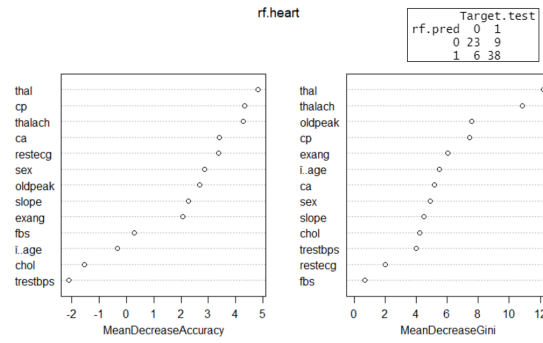 rf.heart
Target.test
rf.pred 0 1
0 23 9
1 6 38
thal
cp
thalach
ca
restecg
sex
oldpeak
slope
exang
fbs
ï..age
chol
trestbps
-2 -1 0 1 2 3 4 5
MeanDecreaseAccuracy
thal
thalach
oldpeak
cp
exang
ï..age
ca
sex
slope
chol
trestbps
restecg
fbs
0 2 4 6 8 10 12
MeanDecreaseGini